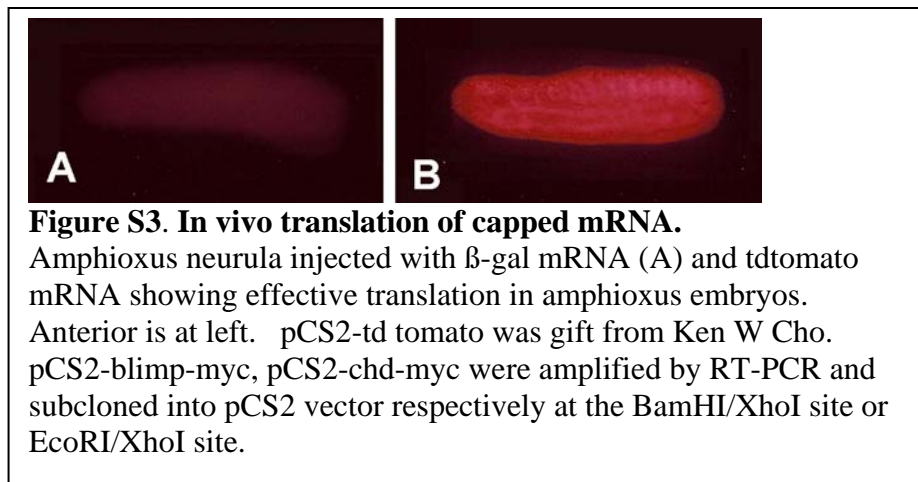 A B
Figure S3. In vivo translation of capped mRNA.
Amphioxus neurula injected with ß-gal mRNA (A) and tdtomato
mRNA showing effective translation in amphioxus embryos.
Anterior is at left. pCS2-td tomato was gift from Ken W Cho.
pCS2-blimp-myc, pCS2-chd-myc were amplified by RT-PCR and
subcloned into pCS2 vector respectively at the BamHI/XhoI site or
EcoRI/XhoI site.